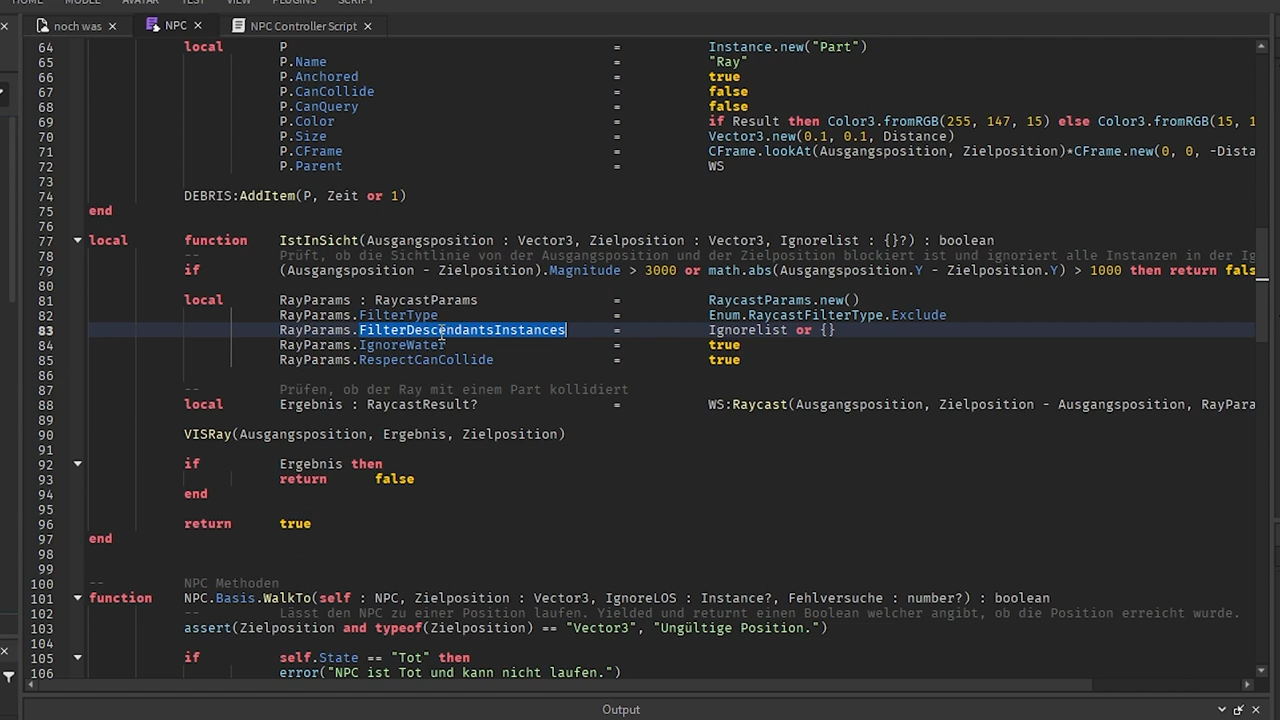 HOME MODEL AVATAR TEST VIEW PLUGINS SCRIPT
noch was NPC NPC Controller Script
64 local P = Instance.new("Part")
65 P.Name = "Ray"
66 P.Anchored = true
67 P.CanCollide = false
68 P.CanQuery = false
69 P.Color = if Result then Color3.fromRGB(255, 147, 15) else Color3.fromRGB(15, 1
70 P.Size = Vector3.new(0.1, 0.1, Distance)
71 P.CFrame = CFrame.lookAt(Ausgangsposition, Zielposition)*CFrame.new(0, 0, -Dista
72 P.Parent = WS
73
74 DEBRIS:AddItem(P, Zeit or 1)
75 end
76
77 local function IstInSicht(Ausgangsposition : Vector3, Zielposition : Vector3, Ignorelist : {}?) : boolean
78 -- Prüft, ob die Sichtlinie von der Ausgangsposition und der Zielposition blockiert ist und ignoriert alle Instanzen in der Ig
79 if (Ausgangsposition - Zielposition).Magnitude > 3000 or math.abs(Ausgangsposition.Y - Zielposition.Y) > 1000 then return fals
80
81 local RayParams : RaycastParams = RaycastParams.new()
82 RayParams.FilterType = Enum.RaycastFilterType.Exclude
83 RayParams.FilterDescendantsInstances = Ignorelist or {}
84 RayParams.IgnoreWater = true
85 RayParams.RespectCanCollide = true
86
87 -- Prüfen, ob der Ray mit einem Part kollidiert
88 local Ergebnis : RaycastResult? = WS:Raycast(Ausgangsposition, Zielposition - Ausgangsposition, RayPara
89
90 VISRay(Ausgangsposition, Ergebnis, Zielposition)
91
92 if Ergebnis then
93 return false
94 end
95
96 return true
97 end
98
99
100 -- NPC Methoden
101 function NPC.Basis.WalkTo(self : NPC, Zielposition : Vector3, IgnoreLOS : Instance?, Fehlversuche : number?) : boolean
102 -- Lässt den NPC zu einer Position laufen. Yielded und returnt einen Boolean welcher angibt, ob die Position erreicht wurde.
103 assert(Zielposition and typeof(Zielposition) == "Vector3", "Ungültige Position.")
104
105 if self.State == "Tot" then
106 error("NPC ist Tot und kann nicht laufen.")
Output